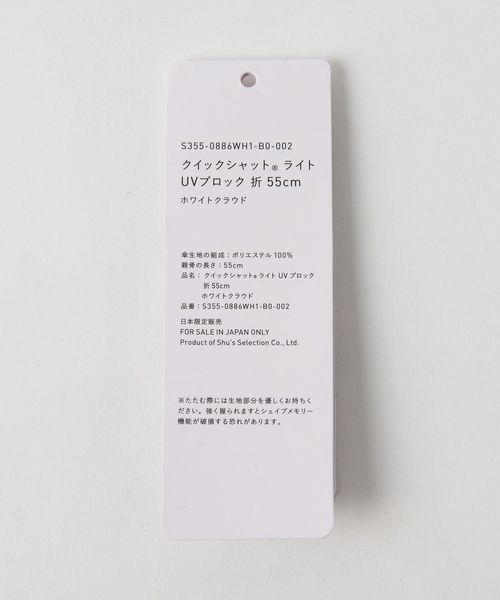 S355-0886WH1-B0-002
クイックシャット® ライト
UVブロック 折 55cm
ホワイトクラウド
傘生地の組成：ポリエステル 100%
親骨の長さ：55cm
品名： クイックシャット® ライト UV ブロック
折 55cm
ホワイトクラウド
品番：S355-0886WH1-B0-002
日本限定販売
FOR SALE IN JAPAN ONLY
Product of Shu's Selection Co., Ltd.
※たたむ際には生地部分を優しくお持ちく
ださい。強く握られますとシェイプメモリー
機能が破損する恐れがあります。